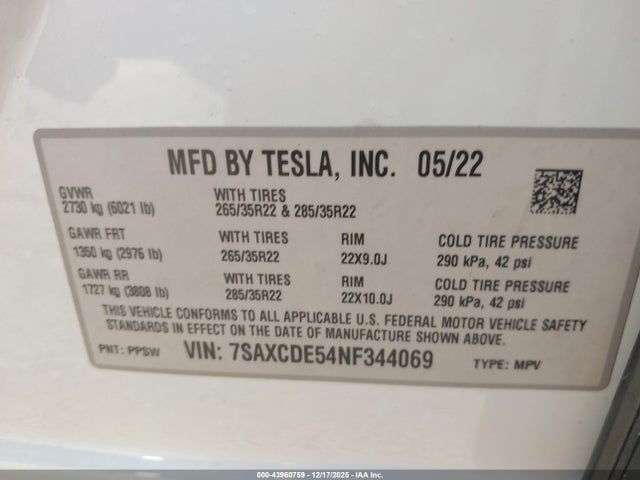 MFD BY TESLA, INC. 05/22
GVWR
2730 kg (6021 lb)
WITH TIRES
265/35R22 & 285/35R22
GAWR FRT
1350 kg (2976 lb)
WITH TIRES
265/35R22
RIM
22X9.0J
COLD TIRE PRESSURE
290 kPa, 42 psi
GAWR RR
1727 kg (3808 lb)
WITH TIRES
285/35R22
RIM
22X10.0J
COLD TIRE PRESSURE
290 kPa, 42 psi
THIS VEHICLE CONFORMS TO ALL APPLICABLE U.S. FEDERAL MOTOR VEHICLE SAFETY
STANDARDS IN EFFECT ON THE DATE OF MANUFACTURE SHOWN ABOVE.
PNT: PPSW VIN: 7SAXCDE54NF344069 TYPE: MPV
000-43960759 - 12/17/2025 - IAA Inc.